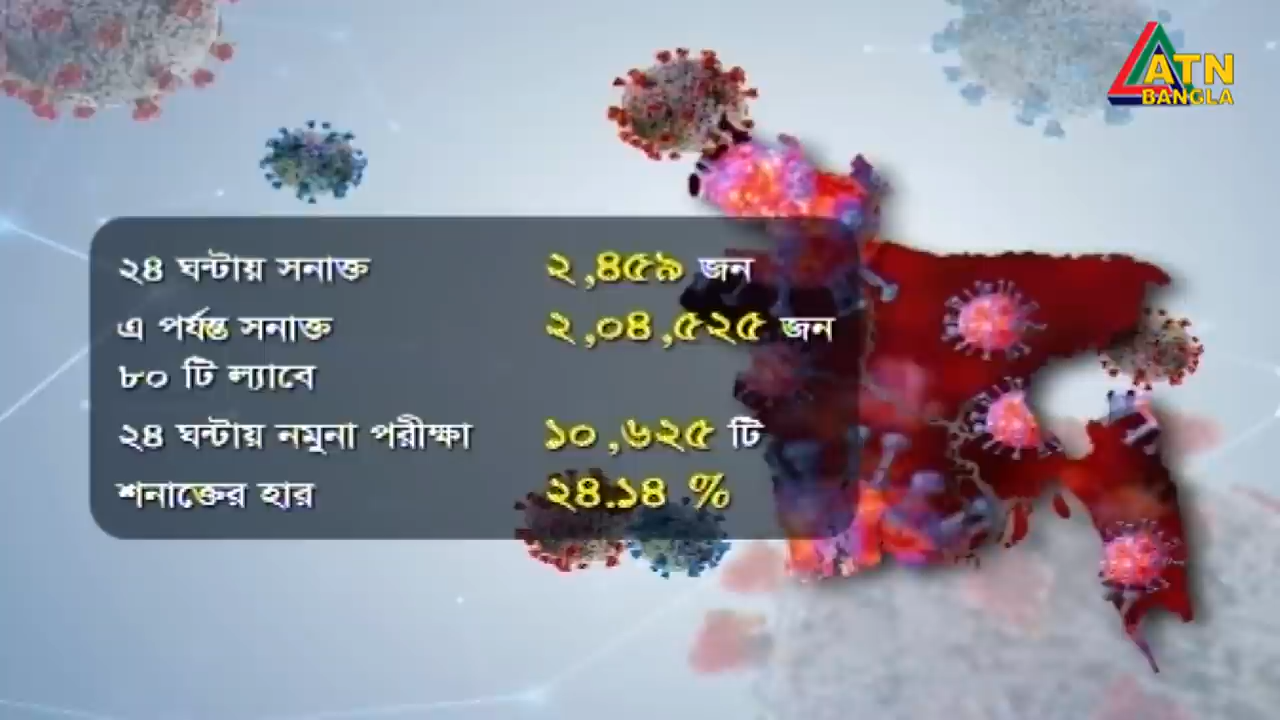 ATN
BANGLA
২৪ ঘন্টায় সনাক্ত ২,৪৫৯ জন
এ পর্যন্ত সনাক্ত ২,০৪,৫২৫ জন
৮০ টি ল্যাবে
২৪ ঘন্টায় নমুনা পরীক্ষা ১০,৬২৫ টি
শনাক্তের হার ২৪.১৪ %